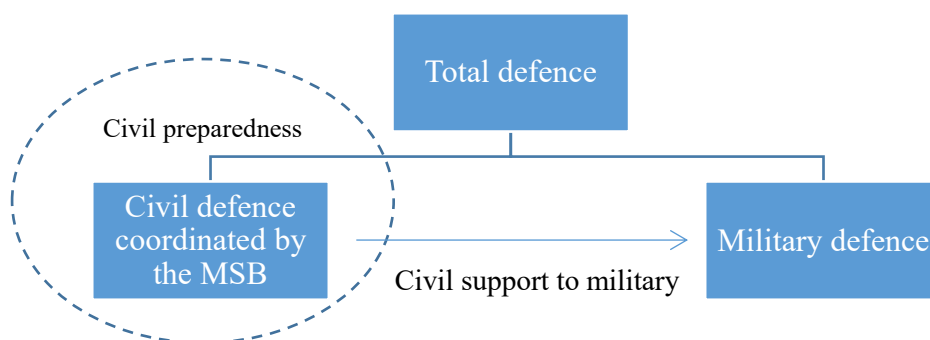 Total defence
Civil preparedness
Civil defence
coordinated by
the MSB
Civil support to military
Military defence